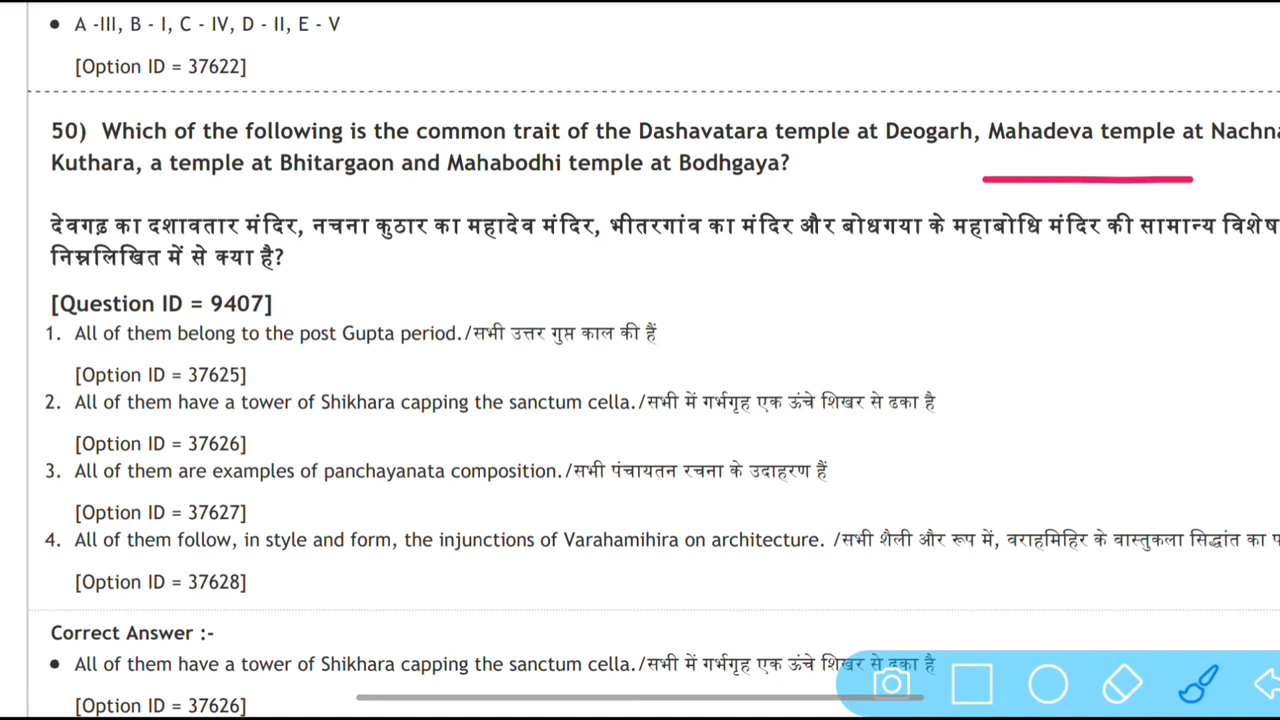 A -III, B - I, C - IV, D - II, E - V
[Option ID = 37622]
50) Which of the following is the common trait of the Dashavatara temple at Deogarh, Mahadeva temple at Nachna
Kuthara, a temple at Bhitargaon and Mahabodhi temple at Bodhgaya?
देवगढ़ का दशावतार मंदिर, नचना कुठार का महादेव मंदिर, भीतरगांव का मंदिर और बोधगया के महाबोधि मंदिर की सामान्य विशेष
निम्नलिखित में से क्या है?
[Question ID = 9407]
1. All of them belong to the post Gupta period./सभी उत्तर गुप्त काल की हैं
[Option ID = 37625]
2. All of them have a tower of Shikhara capping the sanctum cella./सभी में गर्भगृह एक ऊंचे शिखर से ढका है
[Option ID = 37626]
3. All of them are examples of panchayanata composition./सभी पंचायतन रचना के उदाहरण हैं
[Option ID = 37627]
4. All of them follow, in style and form, the injunctions of Varahamihira on architecture. /सभी शैली और रूप में, वराहमिहिर के वास्तुकला सिद्धांत का
[Option ID = 37628]
Correct Answer :-
All of them have a tower of Shikhara capping the sanctum cella./सभी में गर्भगृह एक ऊंचे शिखर से ढका है
[Option ID = 37626]